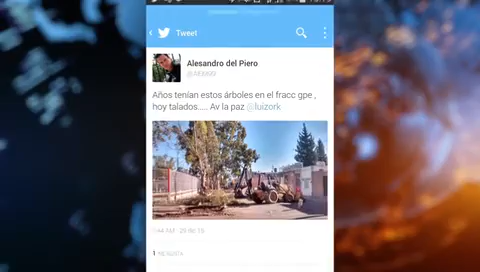 Tweet
Alesandro del Piero
Años tenían estos árboles en el fracc gpe ,
hoy talados..... Av la paz @luizork
1